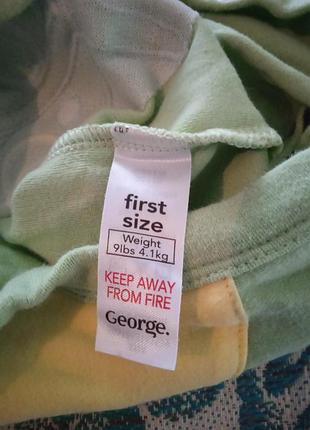 first
size
Weight
9lbs 4.1kg
KEEP AWAY
FROM FIRE
George.